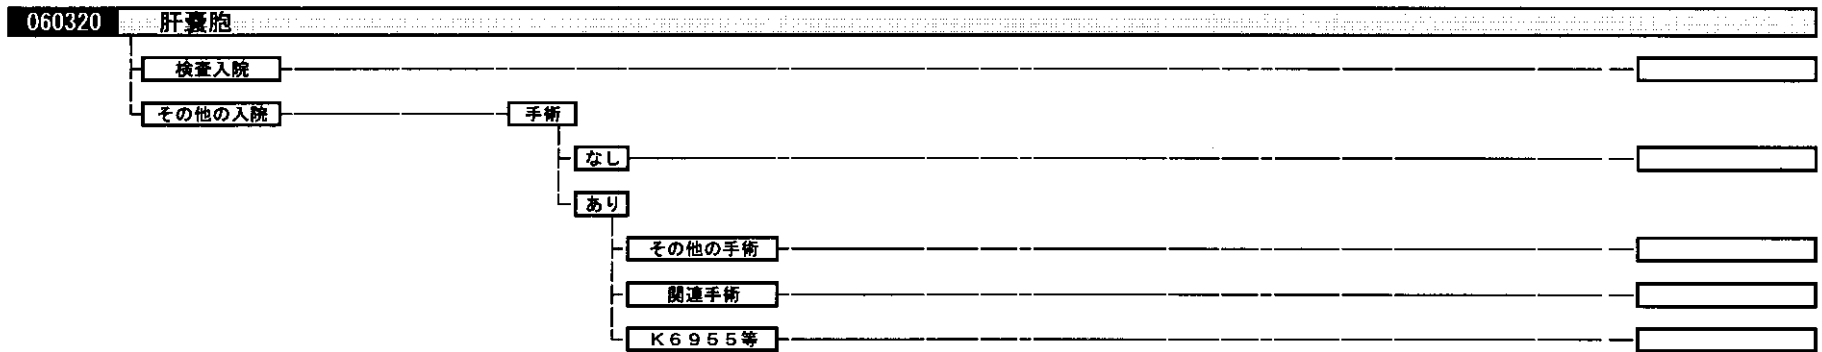 060320 肝嚢胞
検査入院
その他の入院 手術
なし
あり
その他の手術
関連手術
K6955等